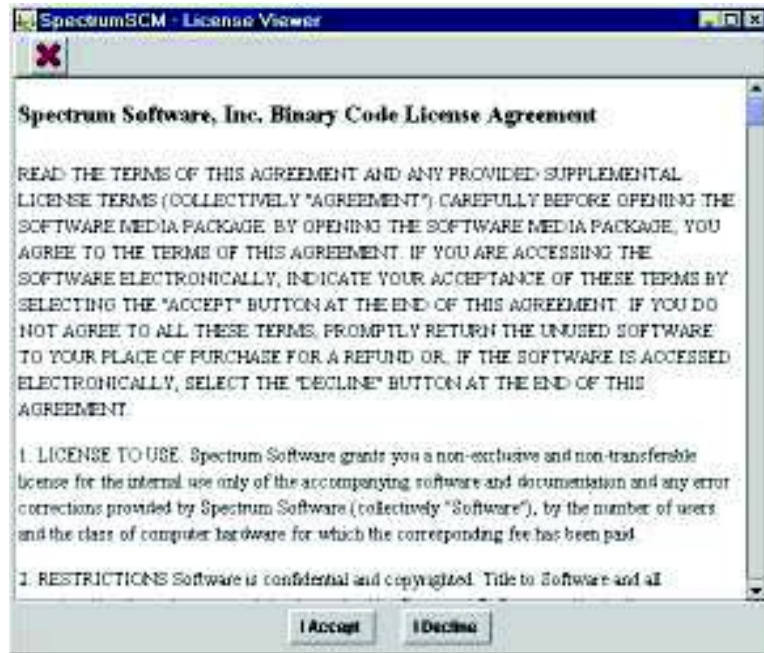 SpectrumSCM - License Viewer
Spectrum Software, Inc. Binary Code License Agreement
READ THE TERMS OF THIS AGREEMENT AND ANY PROVIDED SUPPLEMENTAL
LICENSE TERMS (COLLECTIVELY "AGREEMENT") CAREFULLY BEFORE OPENING THE
SOFTWARE MEDIA PACKAGE. BY OPENING THE SOFTWARE MEDIA PACKAGE, YOU
AGREE TO THE TERMS OF THIS AGREEMENT. IF YOU ARE ACCESSING THE
SOFTWARE ELECTRONICALLY, INDICATE YOUR ACCEPTANCE OF THESE TERMS BY
SELECTING THE "ACCEPT" BUTTON AT THE END OF THIS AGREEMENT. IF YOU DO
NOT AGREE TO ALL THESE TERMS, PROMPTLY RETURN THE UNUSED SOFTWARE
TO YOUR PLACE OF PURCHASE FOR A REFUND OR, IF THE SOFTWARE IS ACCESSED
ELECTRONICALLY, SELECT THE "DECLINE" BUTTON AT THE END OF THIS
AGREEMENT.
1. LICENSE TO USE. Spectrum Software grants you a non-exclusive and non-transferable
license for the internal use only of the accompanying software and documentation and any error
corrections provided by Spectrum Software (collectively "Software"), by the number of users
and the class of computer hardware for which the corresponding fee has been paid.
2. RESTRICTIONS Software is confidential and copyrighted. Title to Software and all
I Accept
I Decline